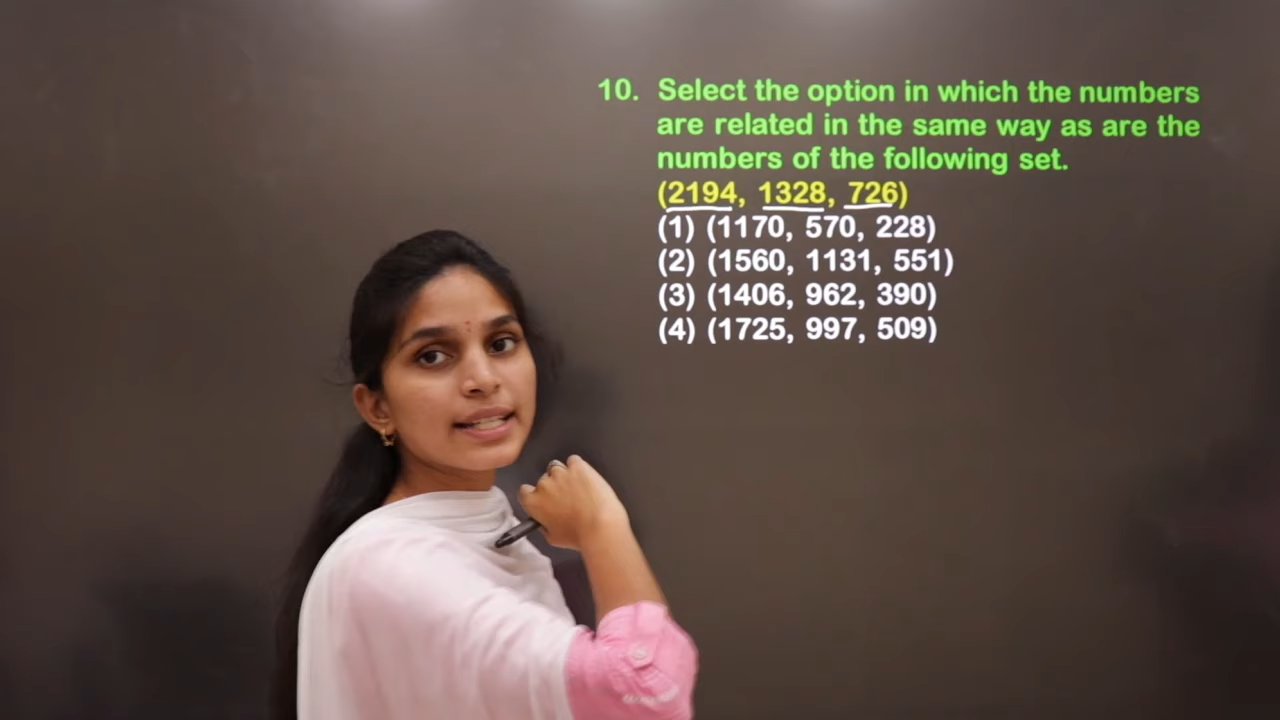 10. Select the option in which the numbers
are related in the same way as are the
numbers of the following set.
(2194, 1328, 726)
(1) (1170, 570, 228)
(2) (1560, 1131, 551)
(3) (1406, 962, 390)
(4) (1725, 997, 509)